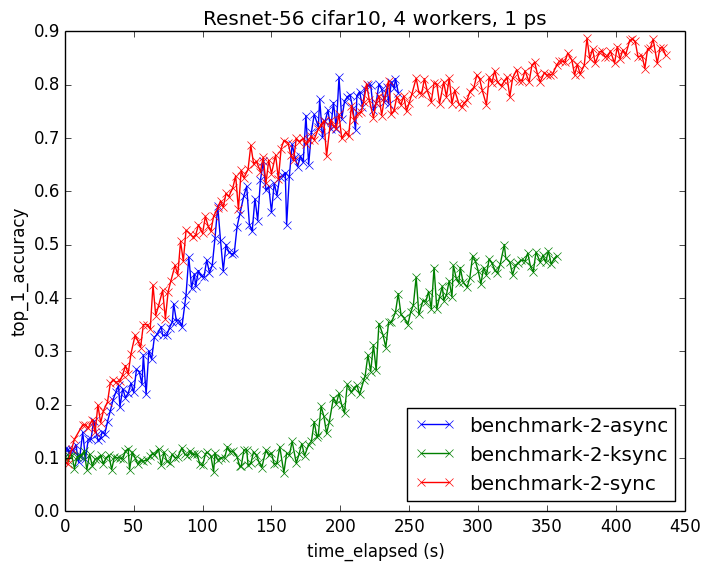 Resnet-56 cifar10, 4 workers, 1 ps
top_1_accuracy
0.9
0.8
0.7
0.6
0.5
0.4
0.3
0.2
0.1
0.0
benchmark-2-async
benchmark-2-ksync
benchmark-2-sync
0 50 100 150 200 250 300 350 400 450
time_elapsed (s)